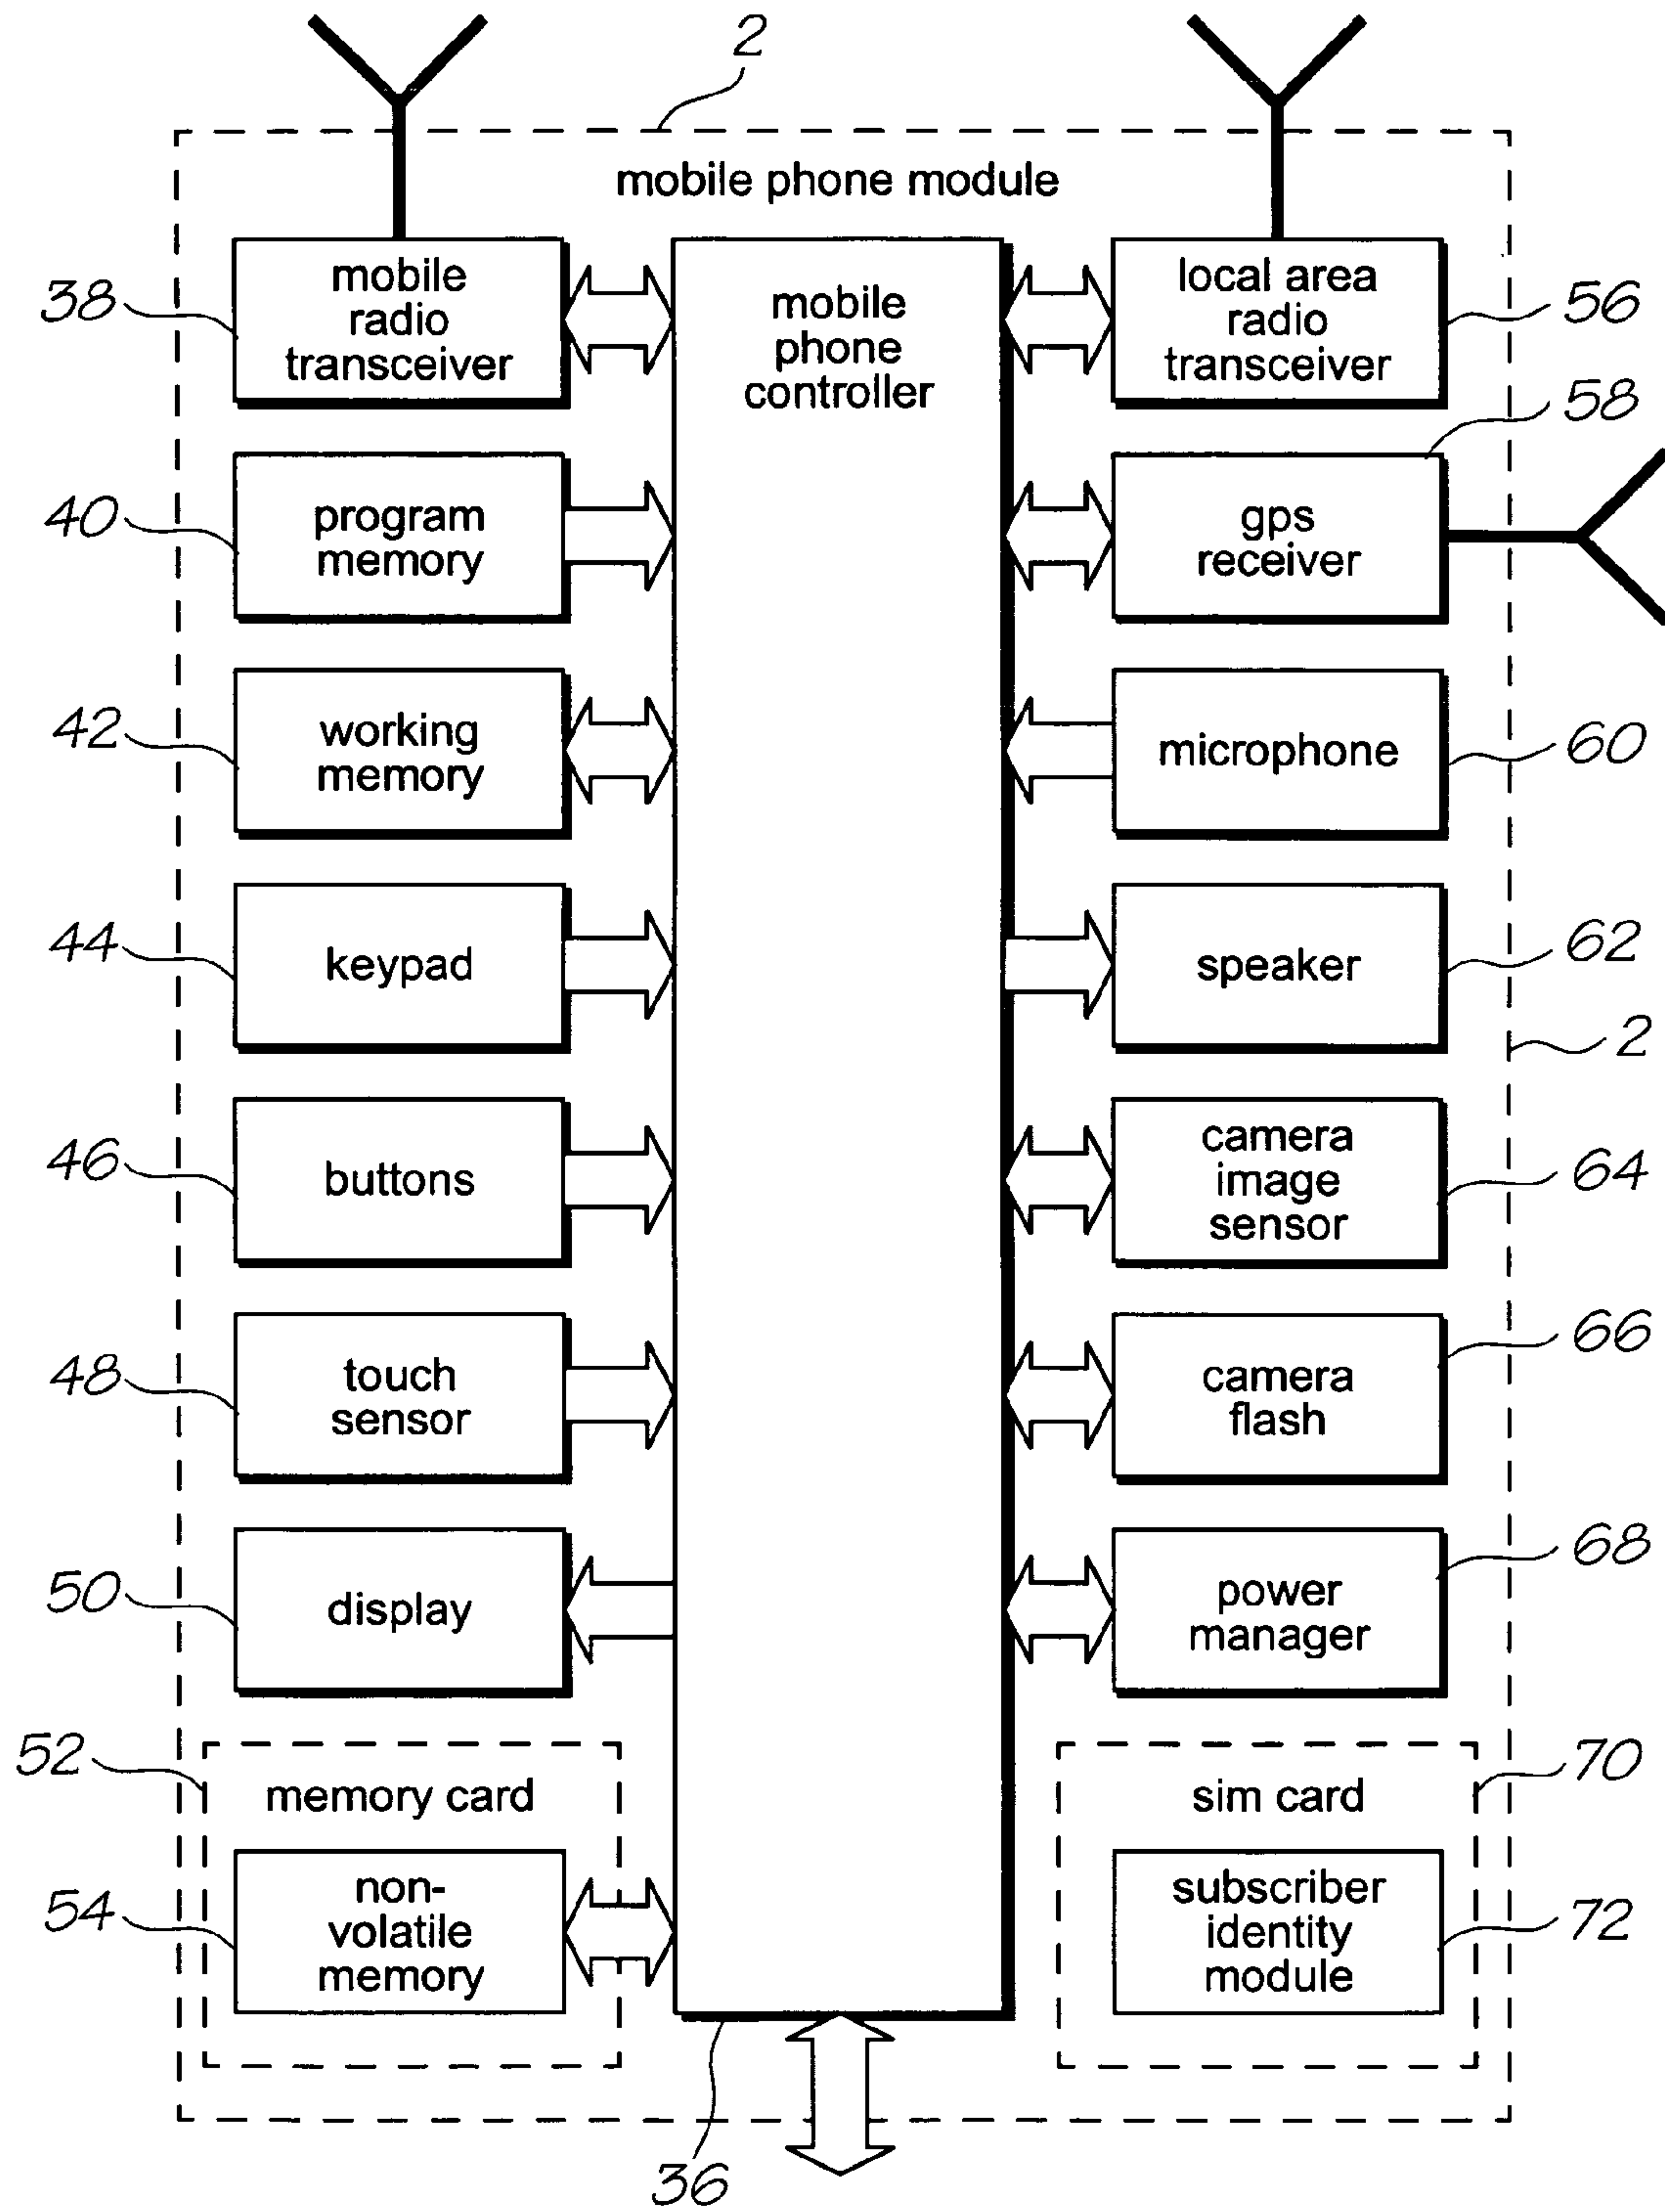 2
mobile phone module
38
mobile
radio
transceiver
mobile
phone
controller
local area
radio
transceiver
56
58
40
program
memory
gps
receiver
42
working
memory
microphone
60
44
keypad
speaker
62
2
46
buttons
camera
image
sensor
64
48
touch
sensor
camera
flash
66
50
display
power
manager
68
52
memory card
sim card
70
54
non-
volatile
memory
subscriber
identity
module
72
36